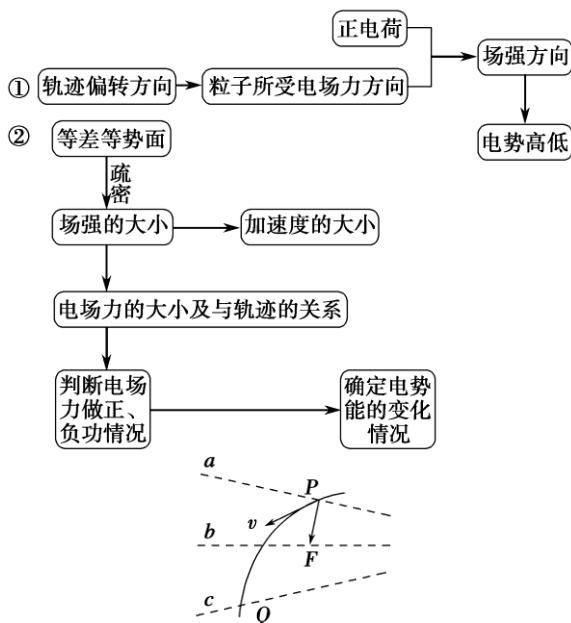 正电荷
场强方向
① 轨迹偏转方向 粒子所受电场力方向
② 等差等势面
电势高低
疏
密
场强的大小 加速度的大小
电场力的大小及与轨迹的关系
判断电场
力做正、
负功情况
确定电势
能的变化
情况
a
P
v
b
F
c
Q